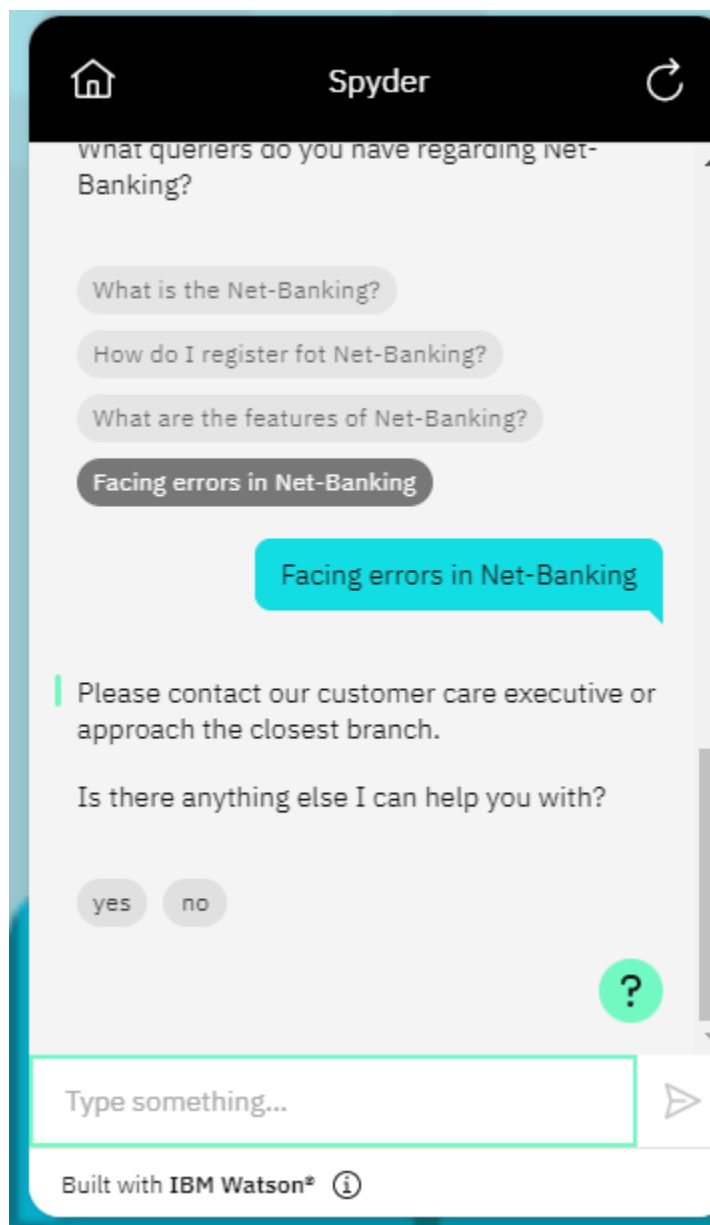 Spyder
What queriers do you have regarding Net-
Banking?
What is the Net-Banking?
How do I register fot Net-Banking?
What are the features of Net-Banking?
Facing errors in Net-Banking
Facing errors in Net-Banking
Please contact our customer care executive or
approach the closest branch.
Is there anything else I can help you with?
yes no
?
Type something...
Built with IBM Watson®